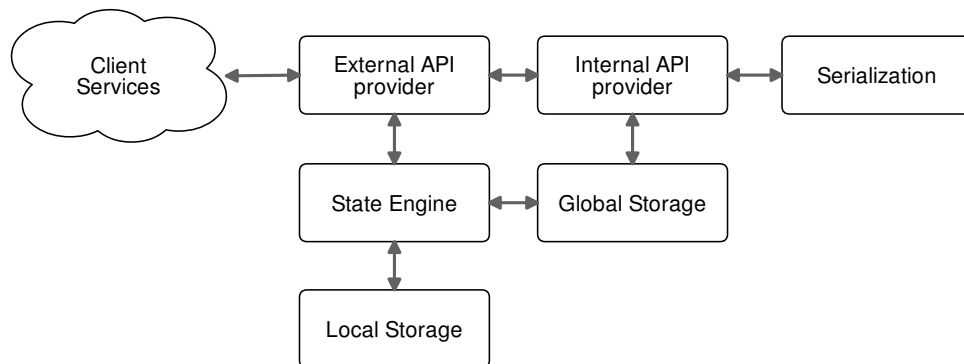 Client
Services
External API
provider
Internal API
provider
Serialization
State Engine
Global Storage
Local Storage